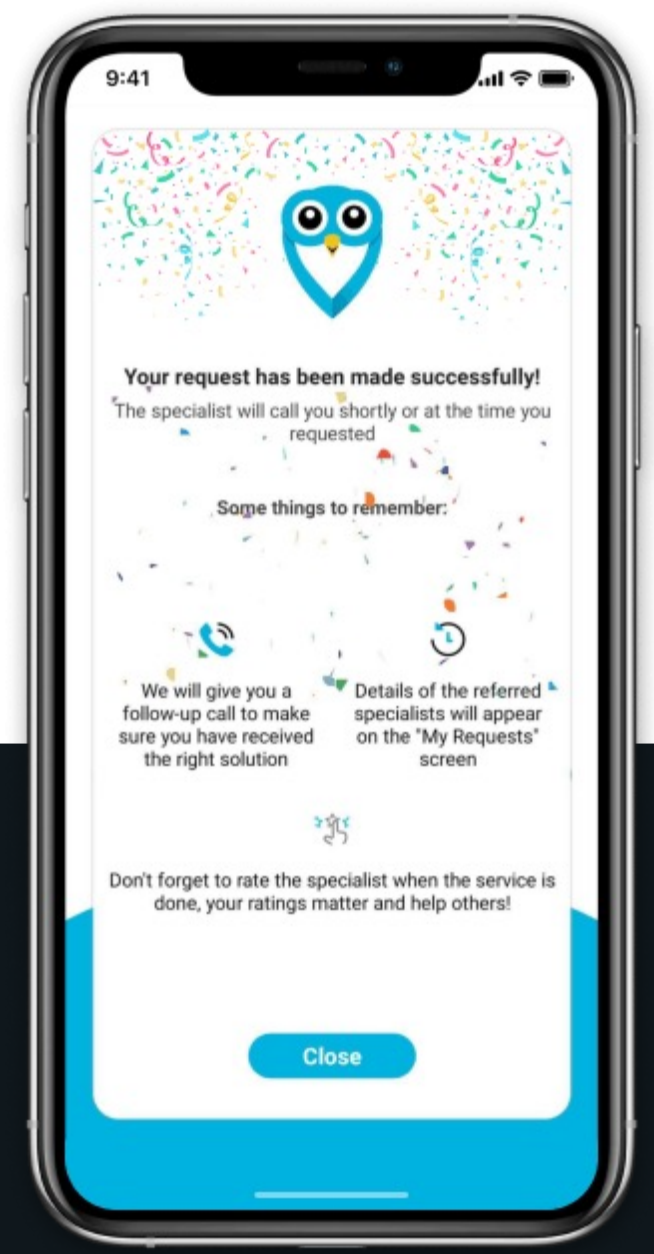 9:41
Your request has been made successfully!
The specialist will call you shortly or at the time you
requested
Some things to remember:
We will give you a
follow-up call to make
sure you have received
the right solution
Details of the referred
specialists will appear
on the "My Requests"
screen
Don't forget to rate the specialist when the service is
done, your ratings matter and help others!
Close